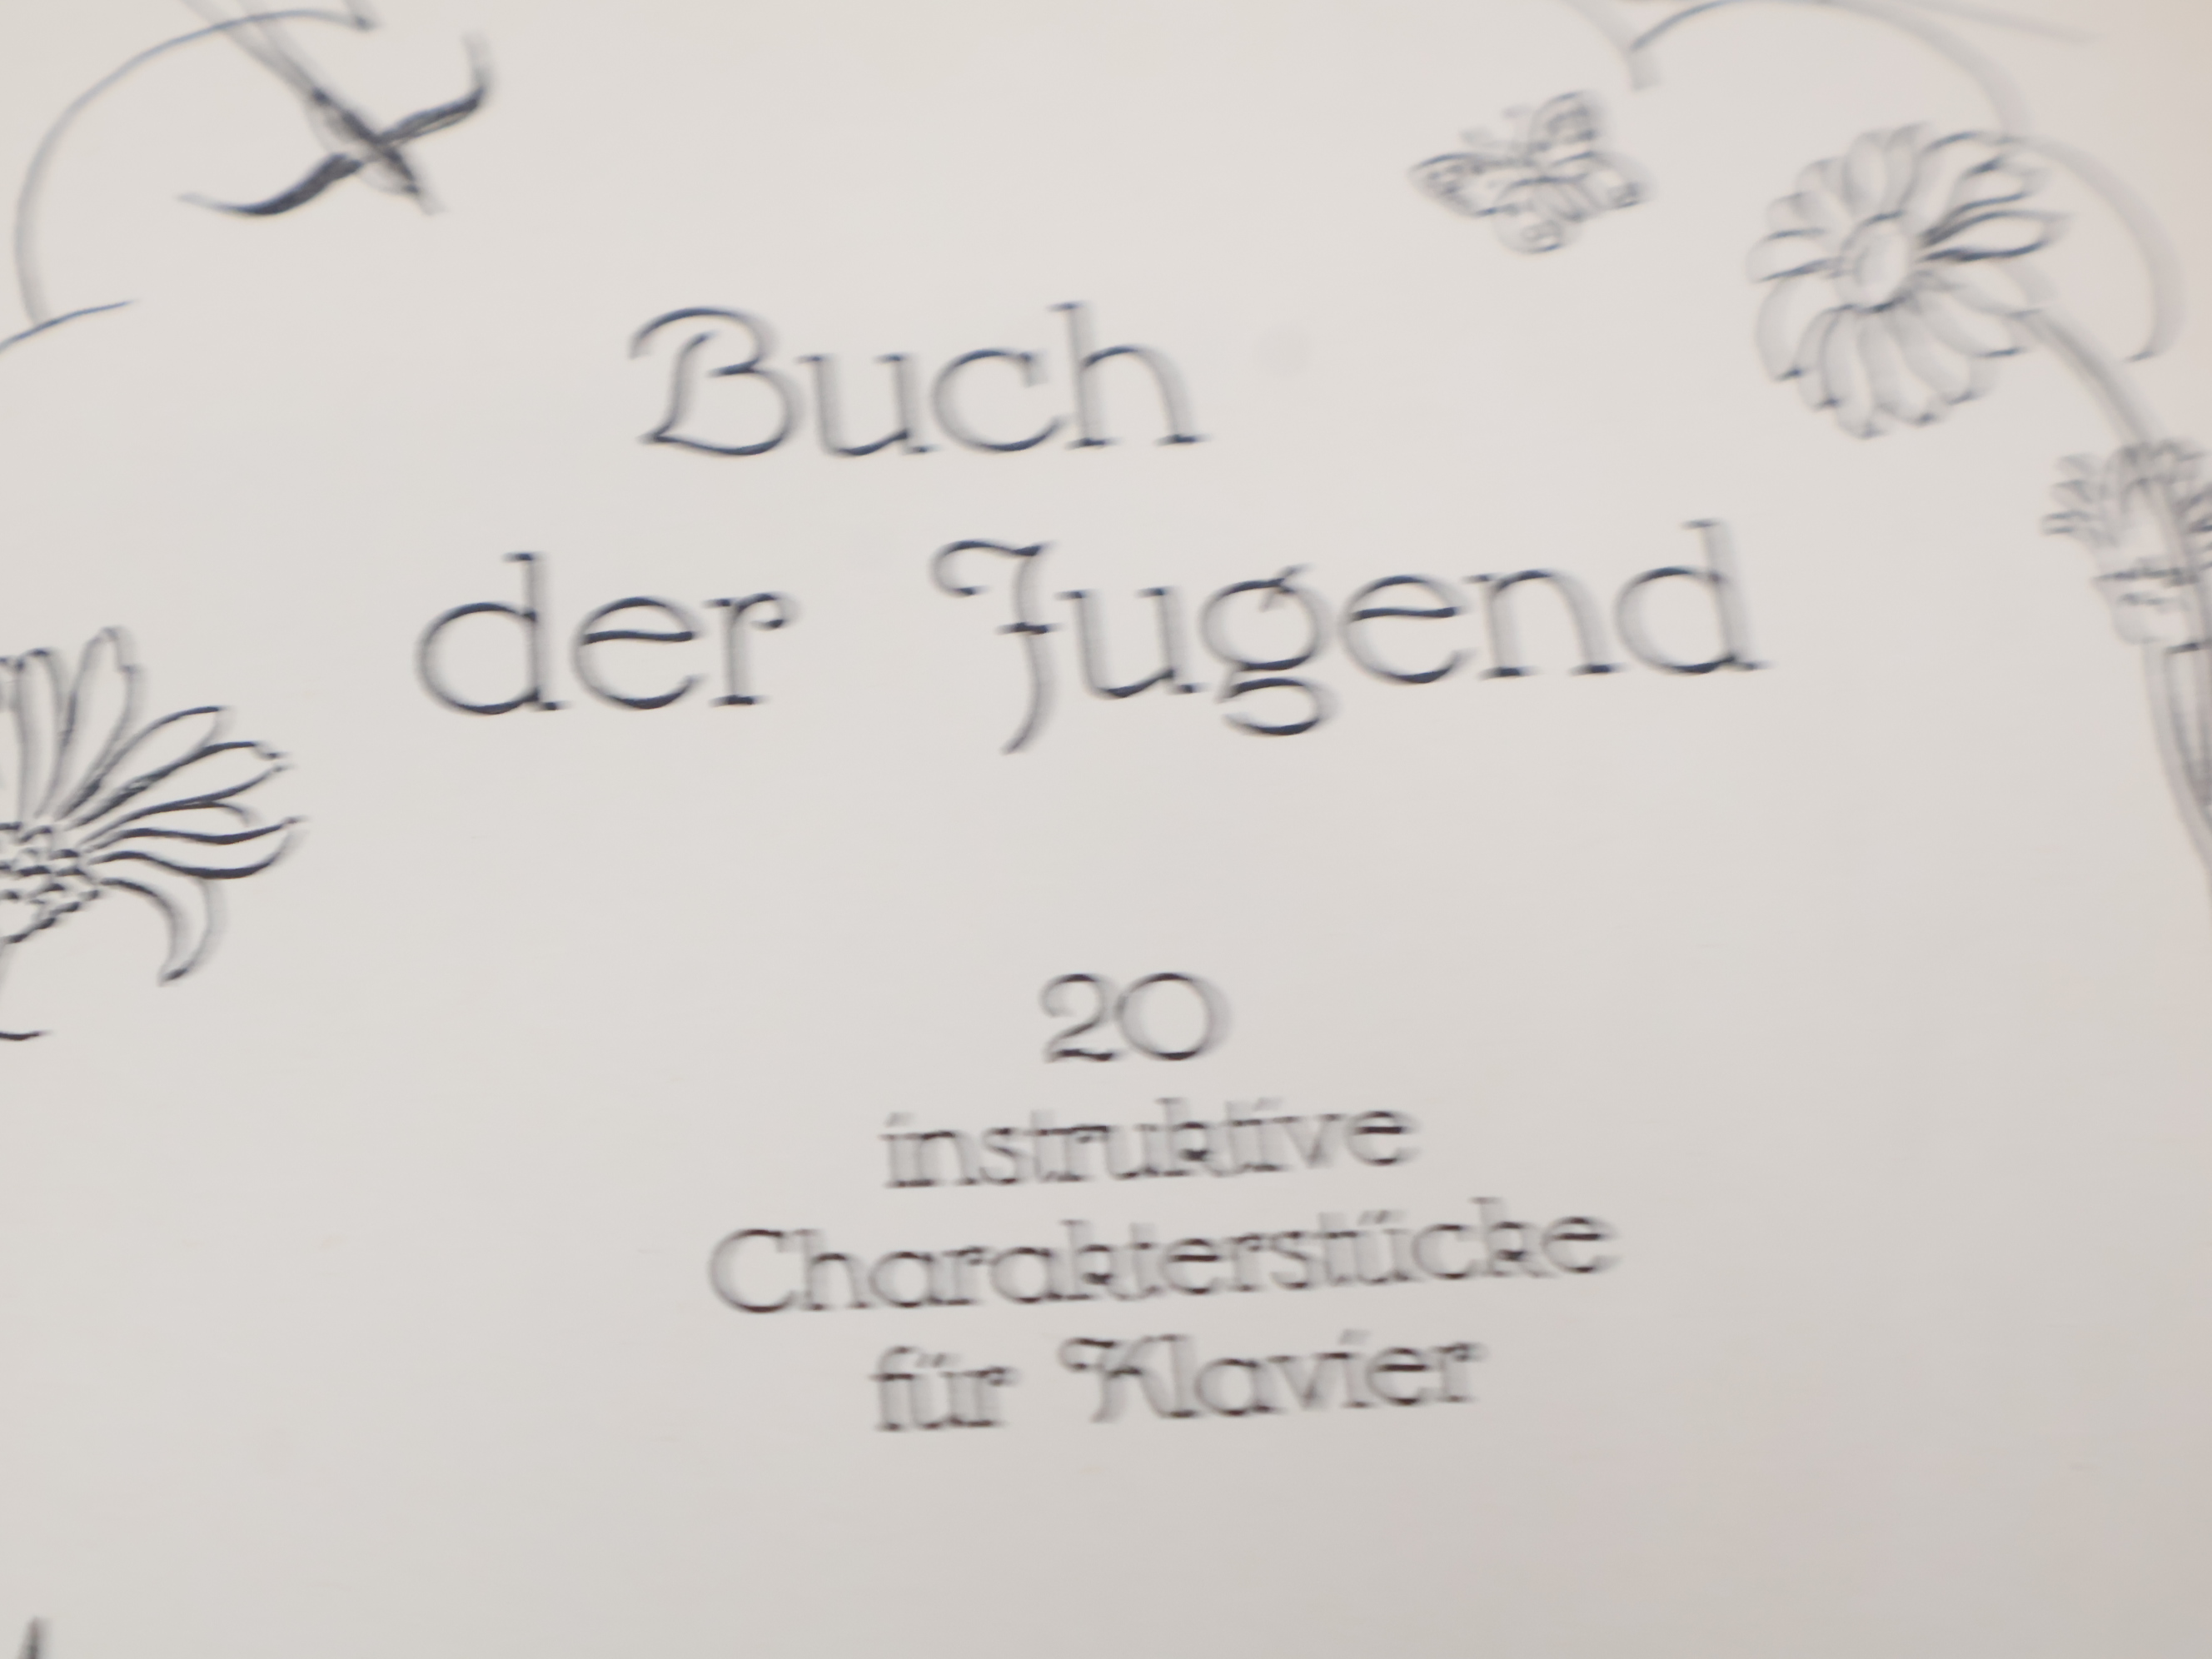 Buch
der Jugend
20
instruktive
Charakterstücke
für Klavier